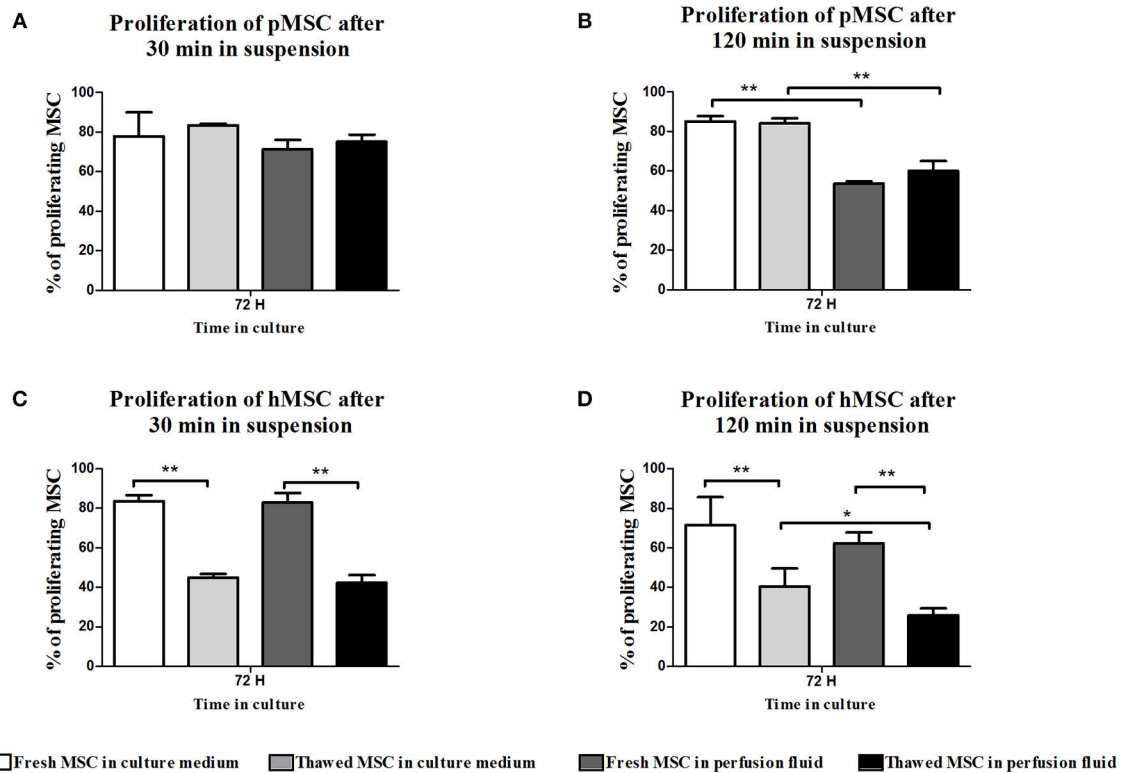 A
Proliferation of pMSC after
30 min in suspension
% of proliferating MSC
100
80
60
40
20
0
72 H
Time in culture
B
Proliferation of pMSC after
120 min in suspension
% of proliferating MSC
100
80
60
40
20
0
**
**
72 H
Time in culture
C
Proliferation of hMSC after
30 min in suspension
% of proliferating MSC
100
80
60
40
20
0
**
**
72 H
Time in culture
D
Proliferation of hMSC after
120 min in suspension
% of proliferating MSC
100
80
60
40
20
0
**
**
*
72 H
Time in culture
Fresh MSC in culture medium
Thawed MSC in culture medium
Fresh MSC in perfusion fluid
Thawed MSC in perfusion fluid